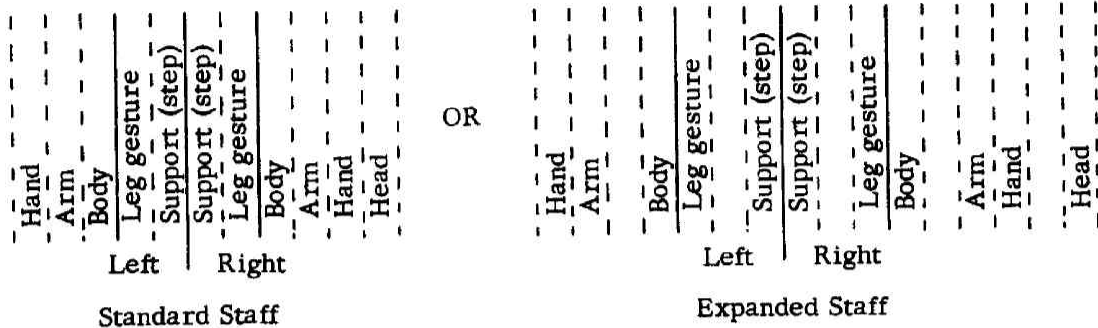 Hand Arm Body Leg gesture Support (step) Support (step) Leg gesture Body Arm Hand Head
Left Right
Standard Staff
OR
Hand Arm Body Leg gesture Support (step) Support (step) Leg gesture Body Arm Hand Head
Left Right
Expanded Staff